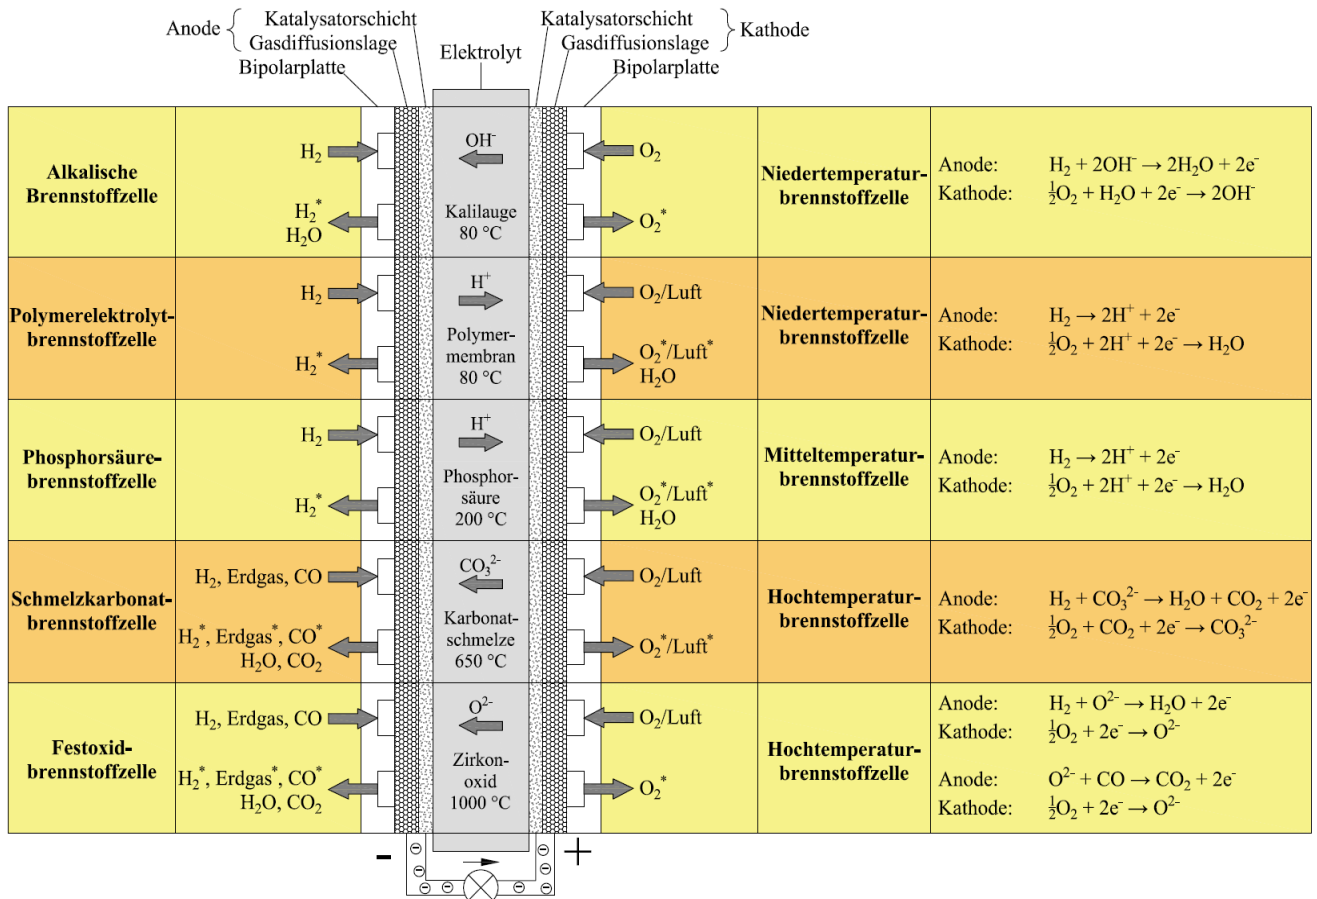 Anode
Katalysatorschicht
Gasdiffusionslage
Bipolarplatte
Elektrolyt
Katalysatorschicht
Gasdiffusionslage
Bipolarplatte
Kathode
Alkalische
Brennstoffzelle
H₂
H₂*
H₂O
OH⁻
Kalilauge
80 °C
O₂
O₂*
Niedertemperatur-
brennstoffzelle
Anode: H₂ + 2OH⁻ → 2H₂O + 2e⁻
Kathode: ½O₂ + H₂O + 2e⁻ → 2OH⁻
Polymerelektrolyt-
brennstoffzelle
H₂
H₂*
H⁺
Polymer-
membran
80 °C
O₂/Luft
O₂*/Luft*
H₂O
Niedertemperatur-
brennstoffzelle
Anode: H₂ → 2H⁺ + 2e⁻
Kathode: ½O₂ + 2H⁺ + 2e⁻ → H₂O
Phosphorsäure-
brennstoffzelle
H₂
H₂*
H⁺
Phosphor-
säure
200 °C
O₂/Luft
O₂*/Luft*
H₂O
Mitteltemperatur-
brennstoffzelle
Anode: H₂ → 2H⁺ + 2e⁻
Kathode: ½O₂ + 2H⁺ + 2e⁻ → H₂O
Schmelzkarbonat-
brennstoffzelle
H₂, Erdgas, CO
H₂*, Erdgas*, CO*
H₂O, CO₂
CO₃²⁻
Karbonat-
schmelze
650 °C
O₂/Luft
O₂*/Luft*
Hochtemperatur-
brennstoffzelle
Anode: H₂ + CO₃²⁻ → H₂O + CO₂ + 2e⁻
Kathode: ½O₂ + CO₂ + 2e⁻ → CO₃²⁻
Festoxid-
brennstoffzelle
H₂, Erdgas, CO
H₂*, Erdgas*, CO*
H₂O, CO₂
O²⁻
Zirkon-
oxid
1000 °C
O₂/Luft
O₂*
Hochtemperatur-
brennstoffzelle
Anode: H₂ + O²⁻ → H₂O + 2e⁻
Kathode: ½O₂ + 2e⁻ → O²⁻
Anode: O²⁻ + CO → CO₂ + 2e⁻
Kathode: ½O₂ + 2e⁻ → O²⁻
- +